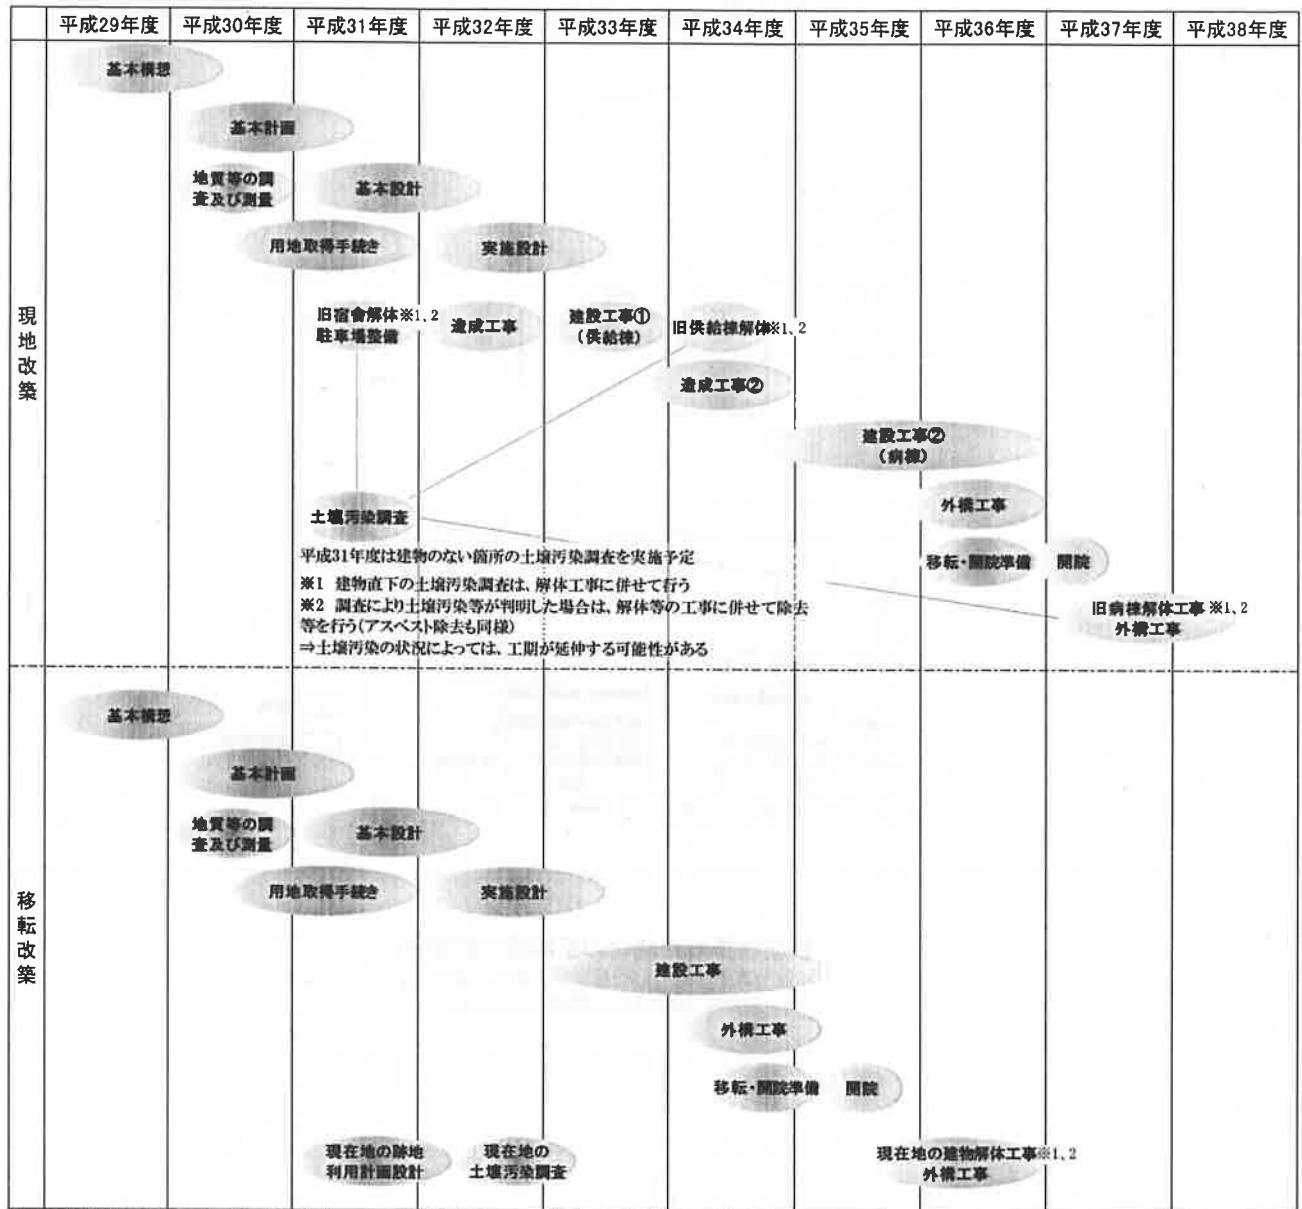 平成29年度 平成30年度 平成31年度 平成32年度 平成33年度 平成34年度 平成35年度 平成36年度 平成37年度 平成38年度
現地改築
基本構想
基本計画
地質等の調
査及び測量
基本設計
用地取得手続き
実施設計
旧宿舎解体※1、2
駐車場整備
造成工事
建設工事①
(供給棟)
旧供給棟解体※1、2
造成工事②
建設工事②
(病棟)
土壌汚染調査
外構工事
平成31年度は建物のない箇所の土壌汚染調査を実施予定
移転・開院準備
開院
※1 建物直下の土壌汚染調査は、解体工事に併せて行う
※2 調査により土壌汚染等が判明した場合は、解体等の工事に併せて除去
等を行う(アスベスト除去も同様)
⇒土壌汚染の状況によっては、工期が延伸する可能性がある
旧病棟解体工事 ※1、2
外構工事
移転改築
基本構想
基本計画
地質等の調
査及び測量
基本設計
用地取得手続き
実施設計
建設工事
外構工事
移転・開院準備
開院
現在地の跡地
利用計画設計
現在地の
土壌汚染調査
現在地の建物解体工事※1、2
外構工事